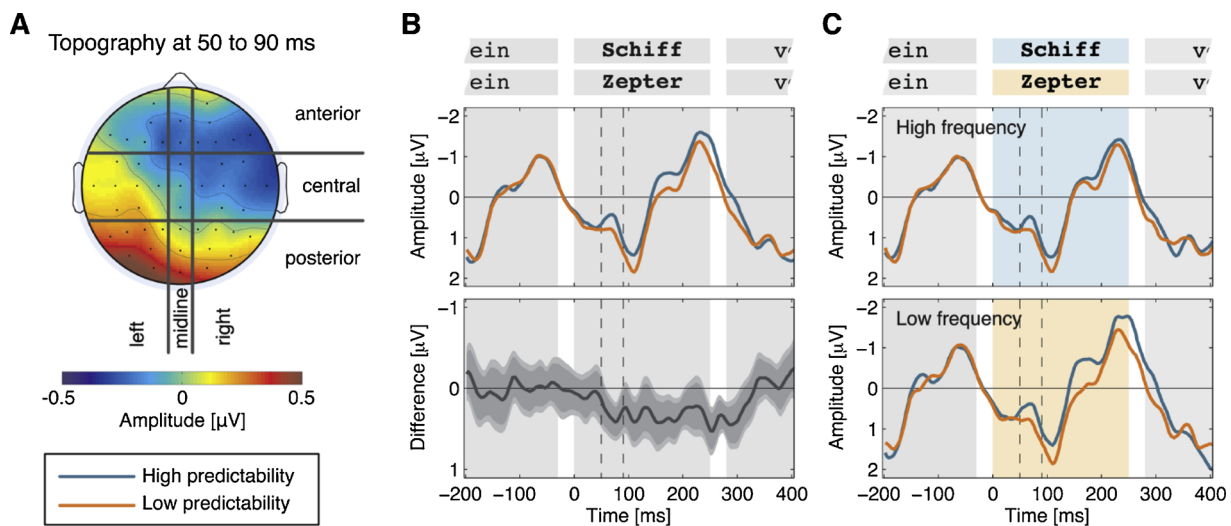 A
Topography at 50 to 90 ms
anterior
central
posterior
left
midline
right
-0.5
0
0.5
Amplitude [µV]
High predictability
Low predictability
B
ein
Schiff
v
ein
Zepter
v
−2
−1
0
1
2
Amplitude [µV]
−1
0
1
Difference [µV]
−200
−100
0
100
200
300
400
Time [ms]
C
ein
Schiff
v
ein
Zepter
v
High frequency
−2
−1
0
1
2
Amplitude [µV]
Low frequency
−2
−1
0
1
2
Amplitude [µV]
−200
−100
0
100
200
300
400
Time [ms]